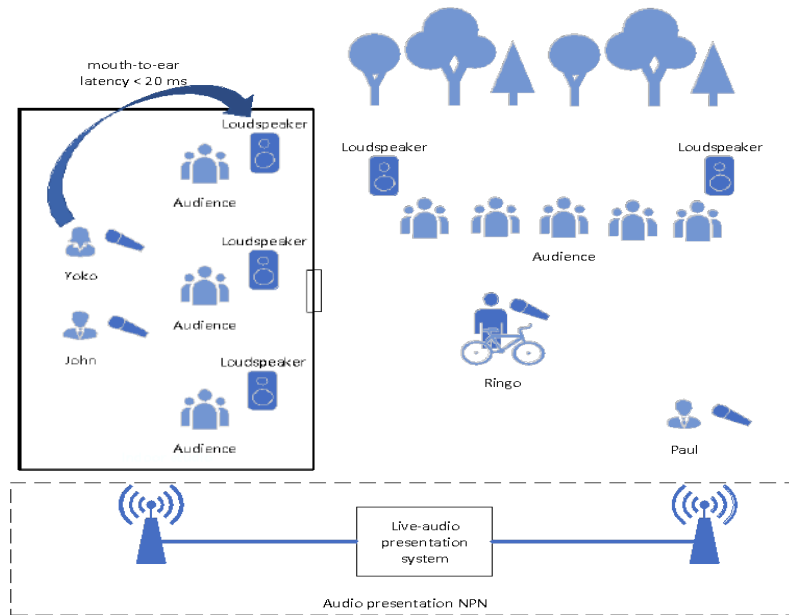 mouth-to-ear
latency < 20 ms
Loudspeaker
Audience
Loudspeaker
Yoko
Audience
John
Loudspeaker
Audience
Loudspeaker
Loudspeaker
Audience
Ringo
Paul
Live-audio
presentation
system
Audio presentation NPN